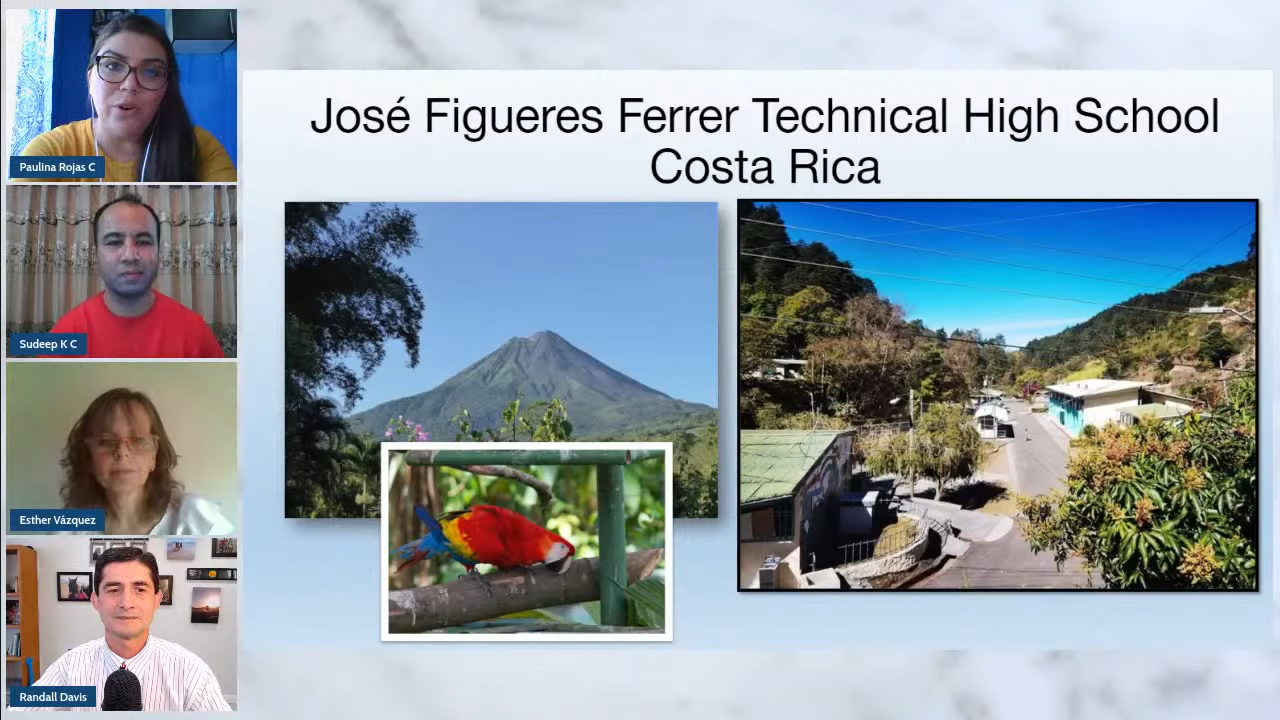 Paulina Rojas C
Sudeep K C
Esther Vázquez
Randall Davis
José Figueres Ferrer Technical High School
Costa Rica